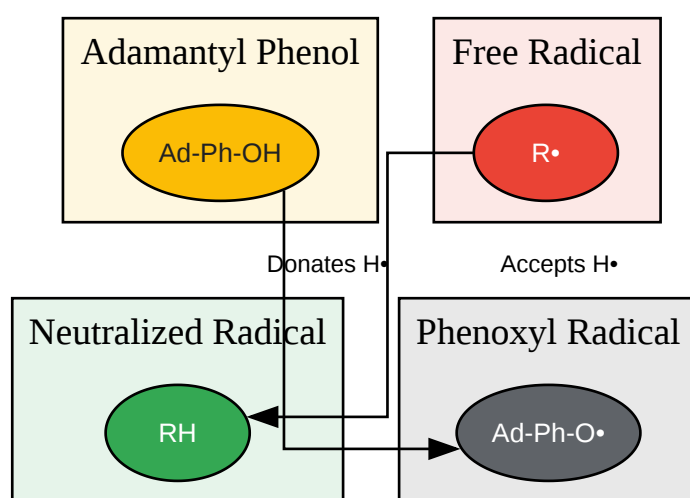 Adamantyl Phenol
Free Radical
Ad-Ph-OH
R•
Donates H•
Accepts H•
Neutralized Radical
Phenoxyl Radical
RH
Ad-Ph-O•